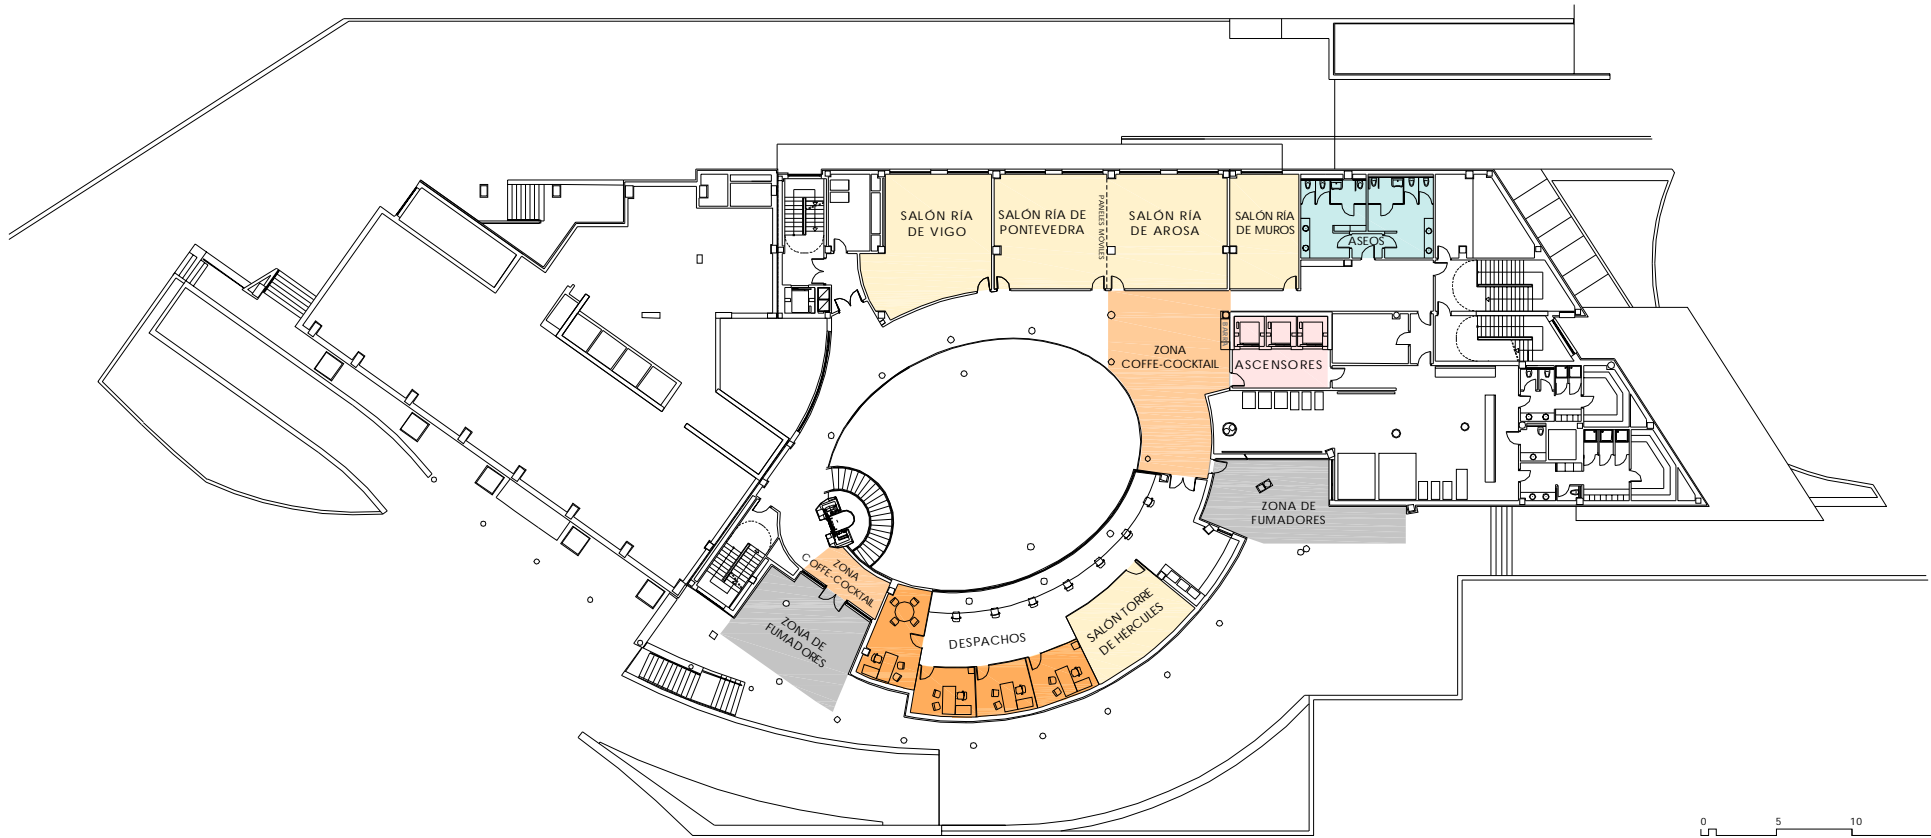 SALÓN RÍA
DE VIGO
SALÓN RÍA DE
PONTEVEDRA
PANELES MÓVILES
SALÓN RÍA
DE AROSA
SALÓN RÍA
DE MUROS
ASEOS
BARRA
ZONA
COFFE-COCKTAIL
ASCENSORES
ZONA DE
FUMADORES
ZONA
COFFE-COCKTAIL
ZONA DE
FUMADORES
DESPACHOS
SALÓN TORRE
DE HÉRCULES
0 5 10